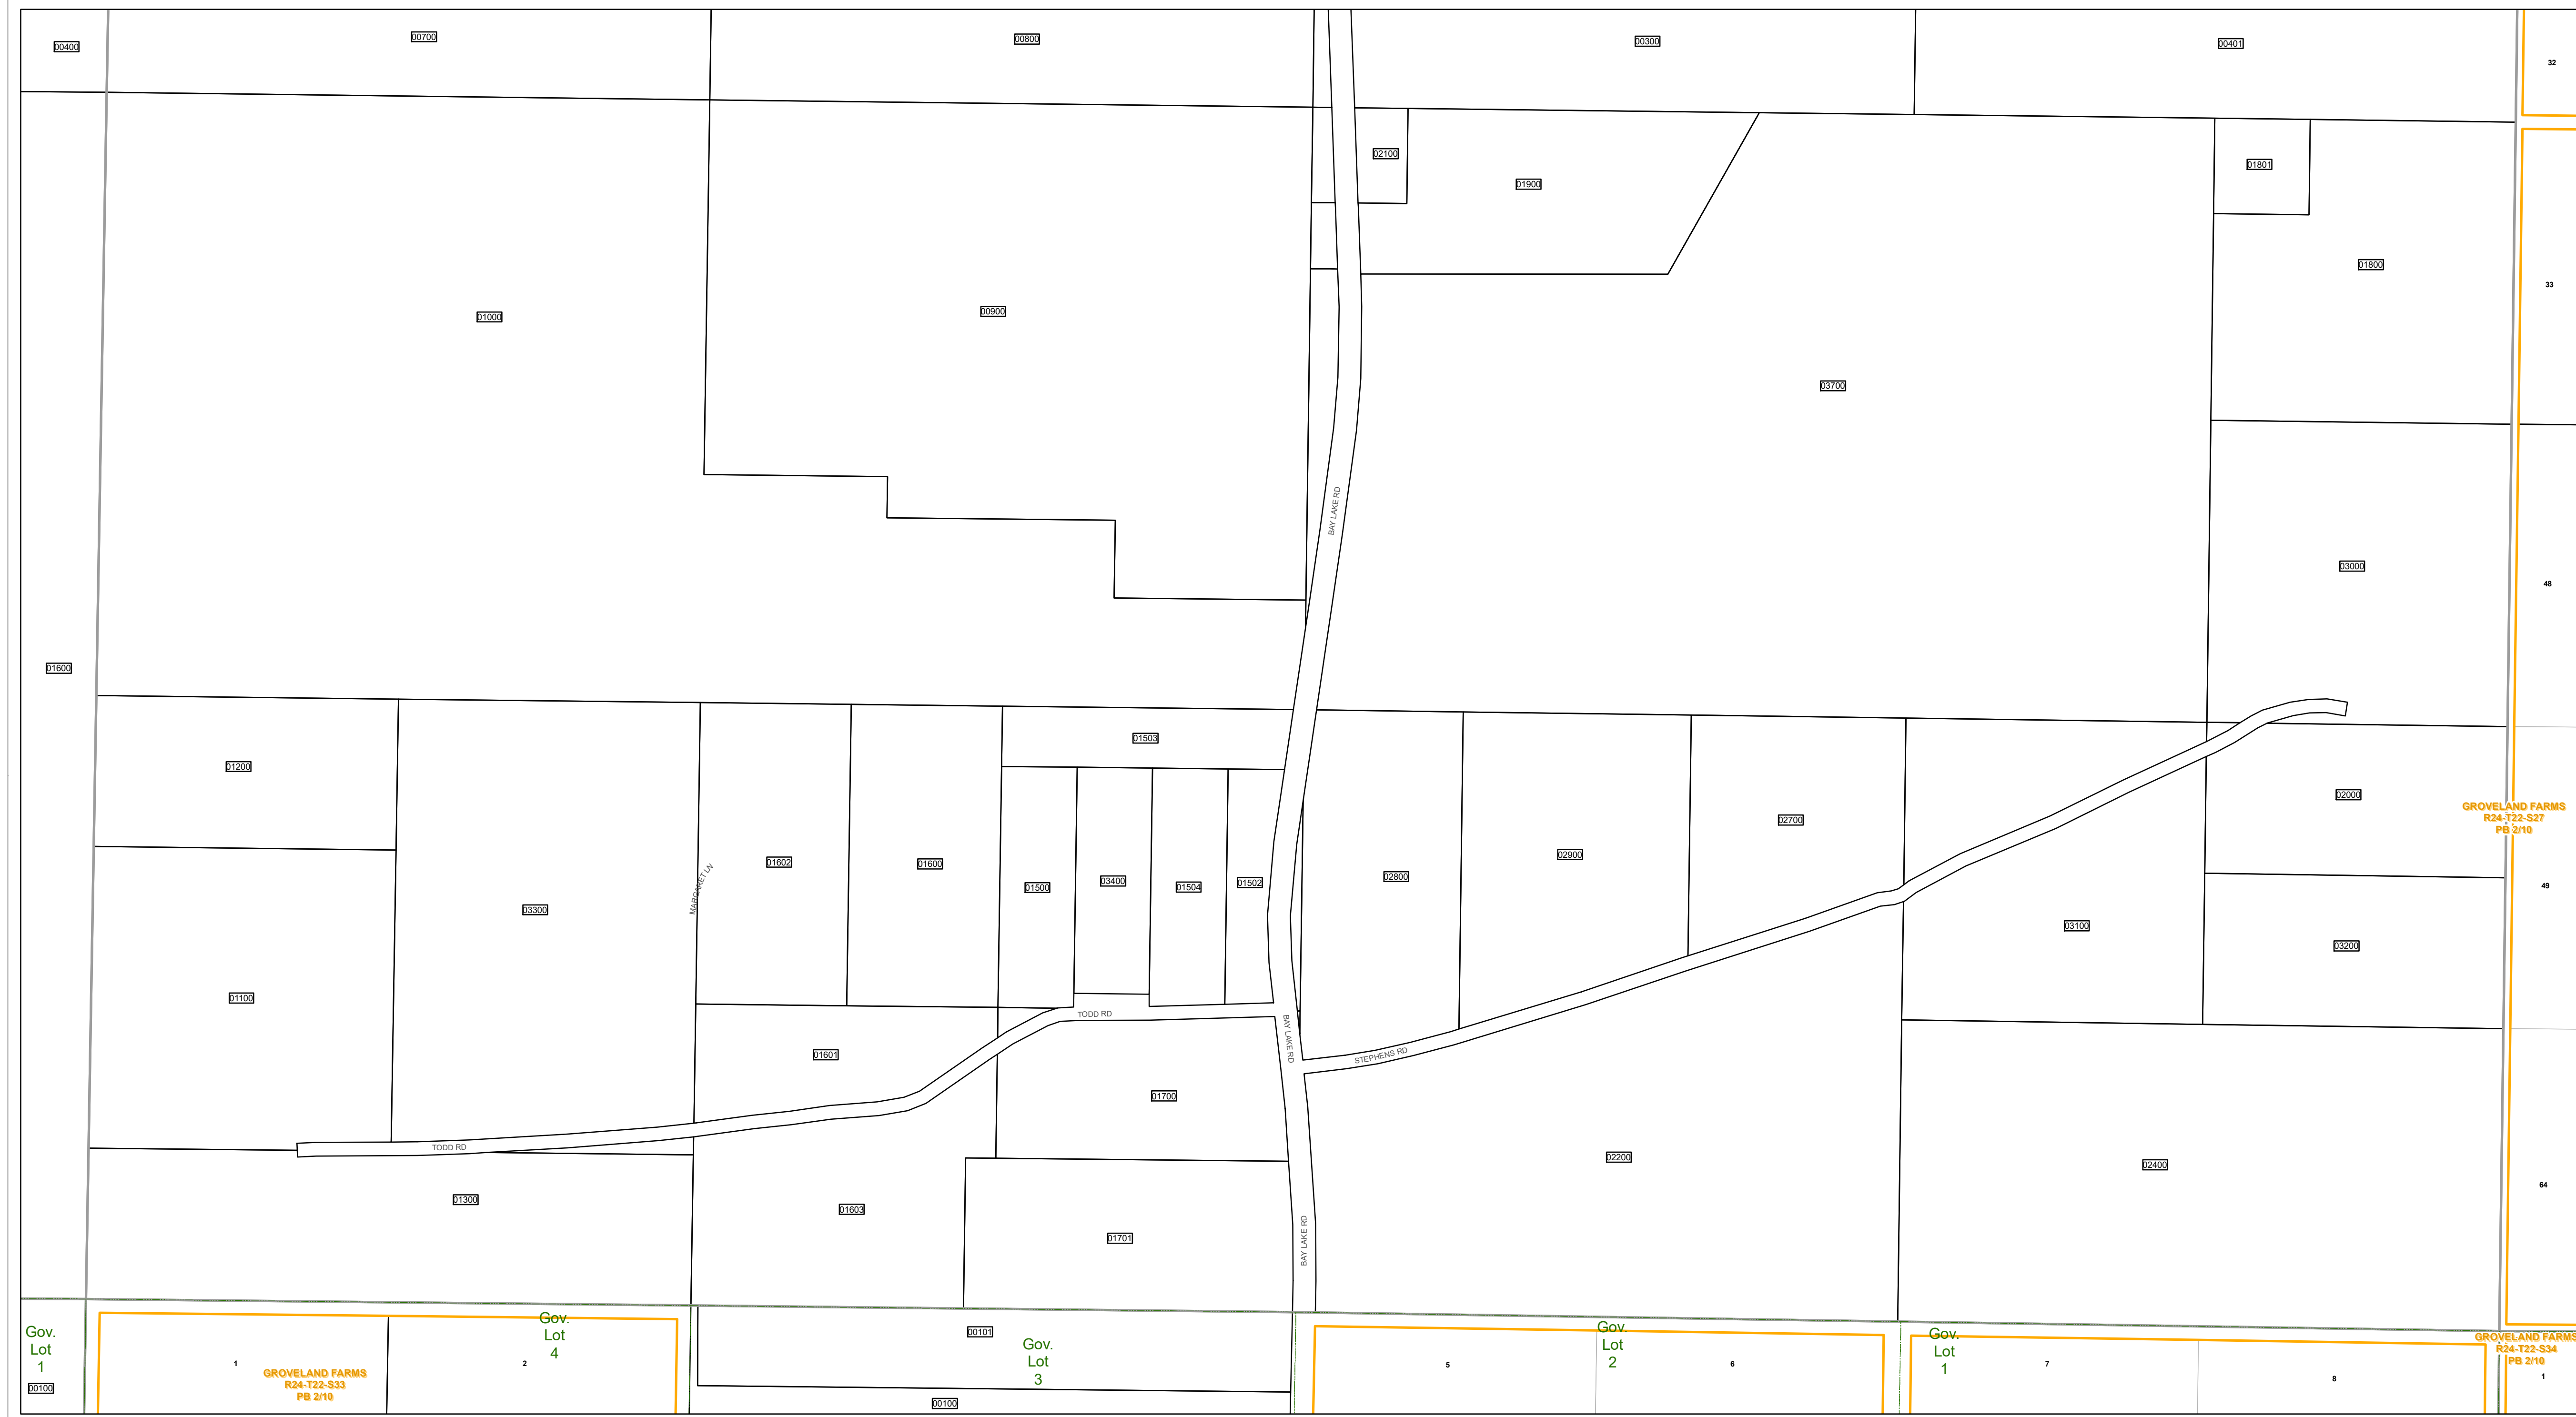 00400
00700
00800
00300
00401
32
02100
01900
01801
01800
33
01000
00900
03700
BAY LAKE RD
03000
48
01600
01503
01200
02000
GROVELAND FARMS
R24-T22-S27
PB 2/10
02700
02900
01602
01600
01500
03400
01504
01502
02800
MARGARET LN
03300
03100
03200
49
01100
TODD RD
BAY LAKE RD
STEPHENS RD
01601
01700
TODD RD
02200
02400
64
01300
01603
01701
BAY LAKE RD
Gov.
Lot
1
00100
1
GROVELAND FARMS
R24-T22-S33
PB 2/10
2
Gov.
Lot
4
00101
Gov.
Lot
3
00100
5
Gov.
Lot
2
6
Gov.
Lot
1
7
8
GROVELAND FARMS
R24-T22-S34
PB 2/10
1